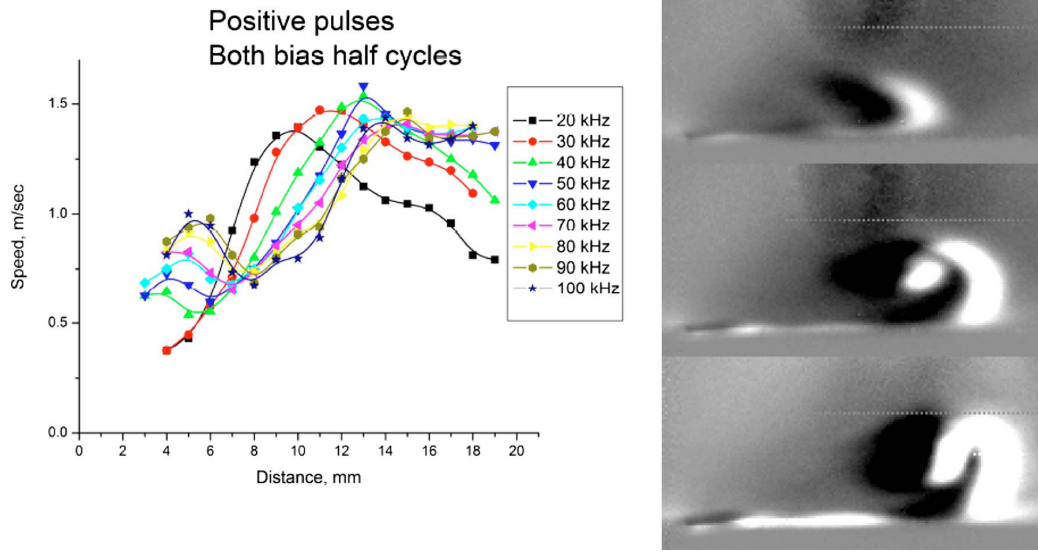 Positive pulses
Both bias half cycles
Speed, m/sec
1.5
1.0
0.5
0.0
0 2 4 6 8 10 12 14 16 18 20
Distance, mm
20 kHz
30 kHz
40 kHz
50 kHz
60 kHz
70 kHz
80 kHz
90 kHz
100 kHz